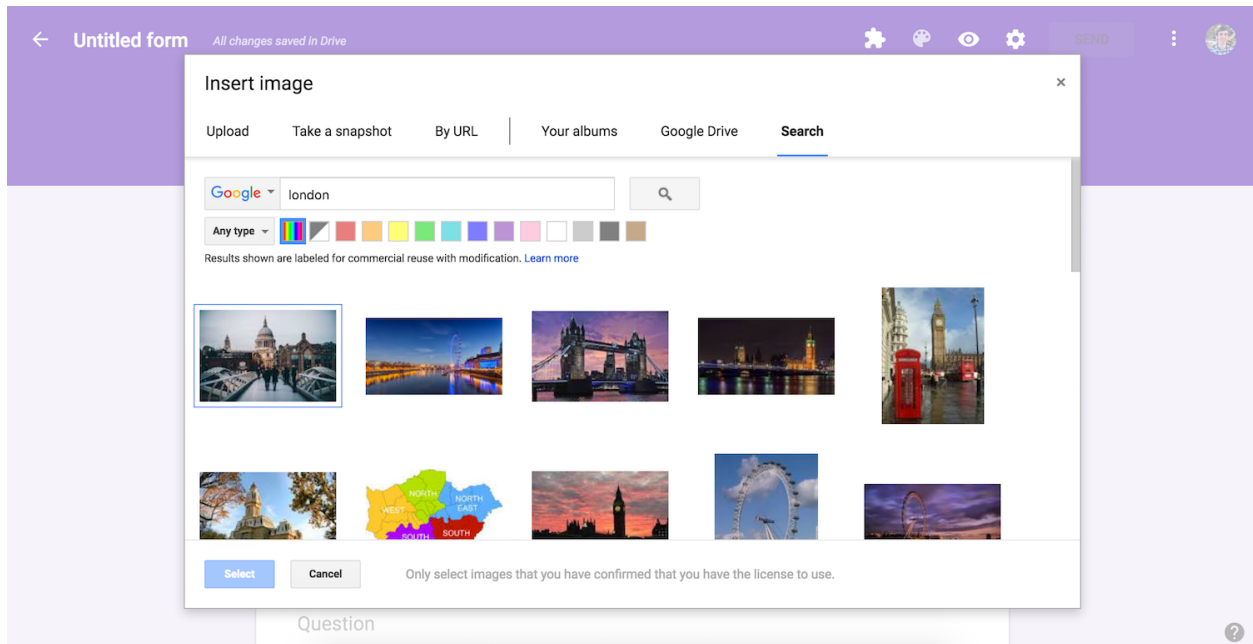 Untitled form All changes saved in Drive SEND
Insert image ×
Upload Take a snapshot By URL Your albums Google Drive Search
Google london
Any type
Results shown are labeled for commercial reuse with modification. Learn more
NORTH
WEST NORTH EAST
SOUTH SOUTH
Select Cancel Only select images that you have confirmed that you have the license to use.
Question
?